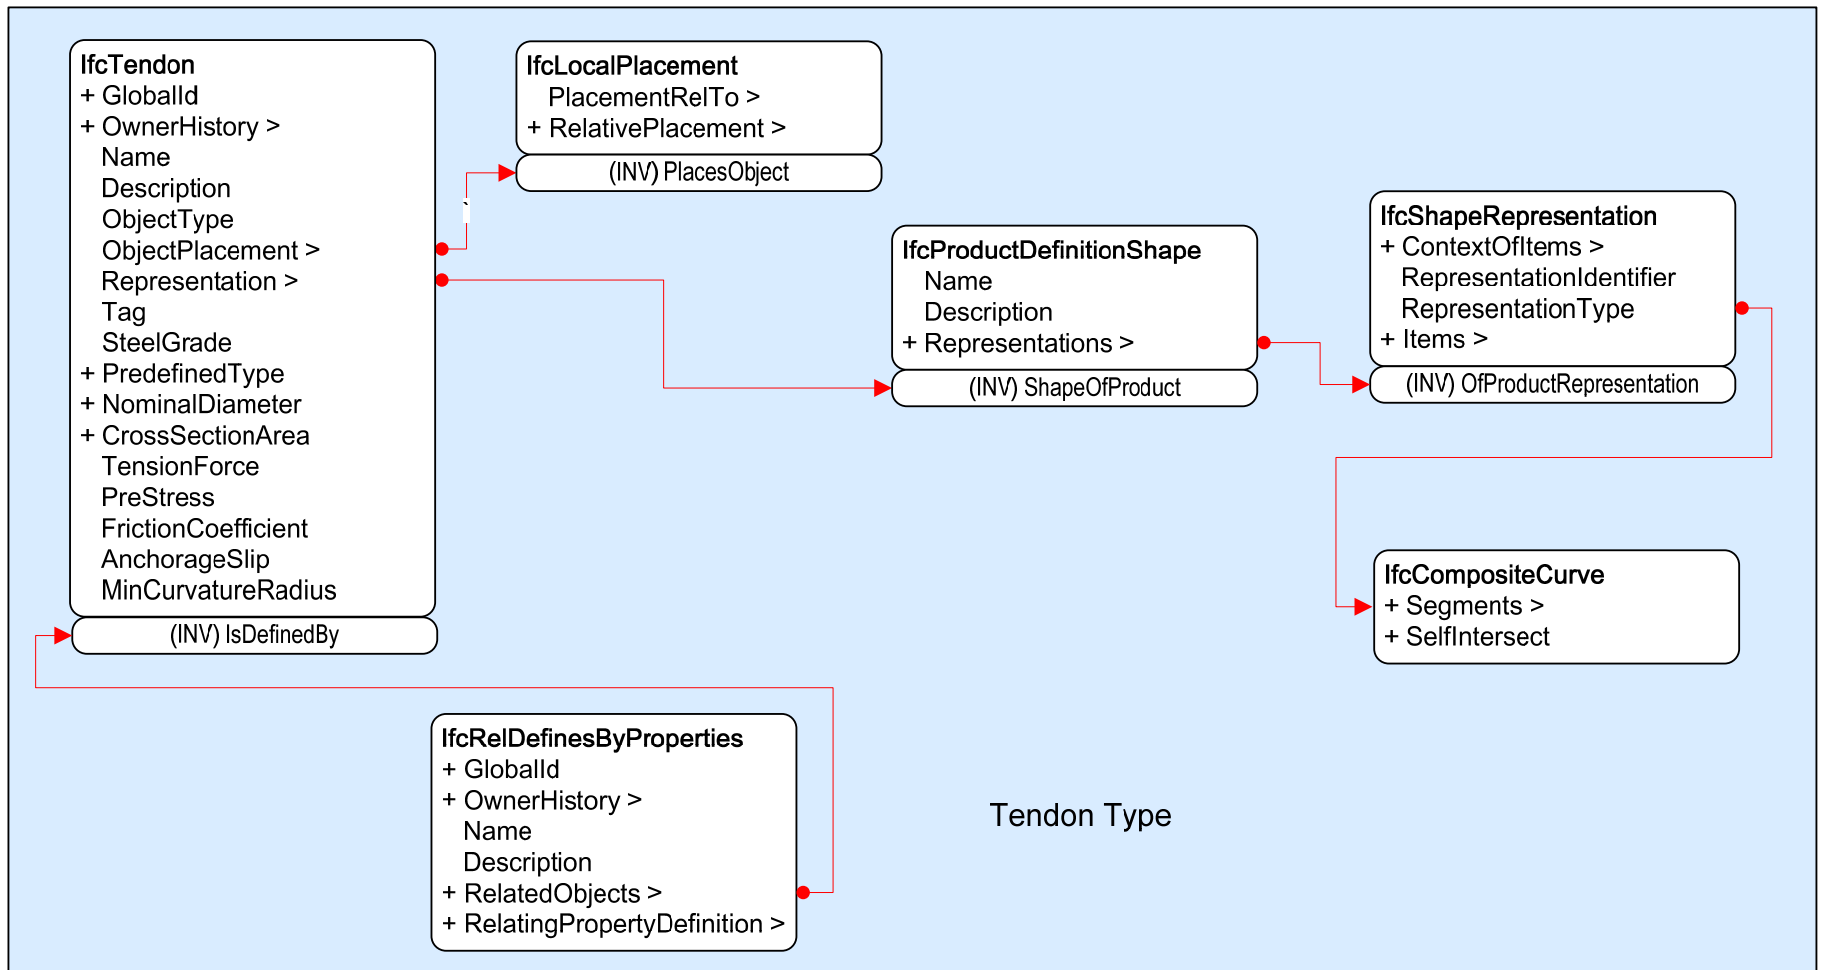 IfcTendon
+ GlobalId
+ OwnerHistory >
Name
Description
ObjectType
ObjectPlacement >
Representation >
Tag
SteelGrade
+ PredefinedType
+ NominalDiameter
+ CrossSectionArea
TensionForce
PreStress
FrictionCoefficient
AnchorageSlip
MinCurvatureRadius
(INV) IsDefinedBy
IfcLocalPlacement
PlacementRelTo >
+ RelativePlacement >
(INV) PlacesObject
`
IfcProductDefinitionShape
Name
Description
+ Representations >
(INV) ShapeOfProduct
IfcShapeRepresentation
+ ContextOfItems >
RepresentationIdentifier
RepresentationType
+ Items >
(INV) OfProductRepresentation
IfcCompositeCurve
+ Segments >
+ SelfIntersect
IfcRelDefinesByProperties
+ GlobalId
+ OwnerHistory >
Name
Description
+ RelatedObjects >
+ RelatingPropertyDefinition >
Tendon Type